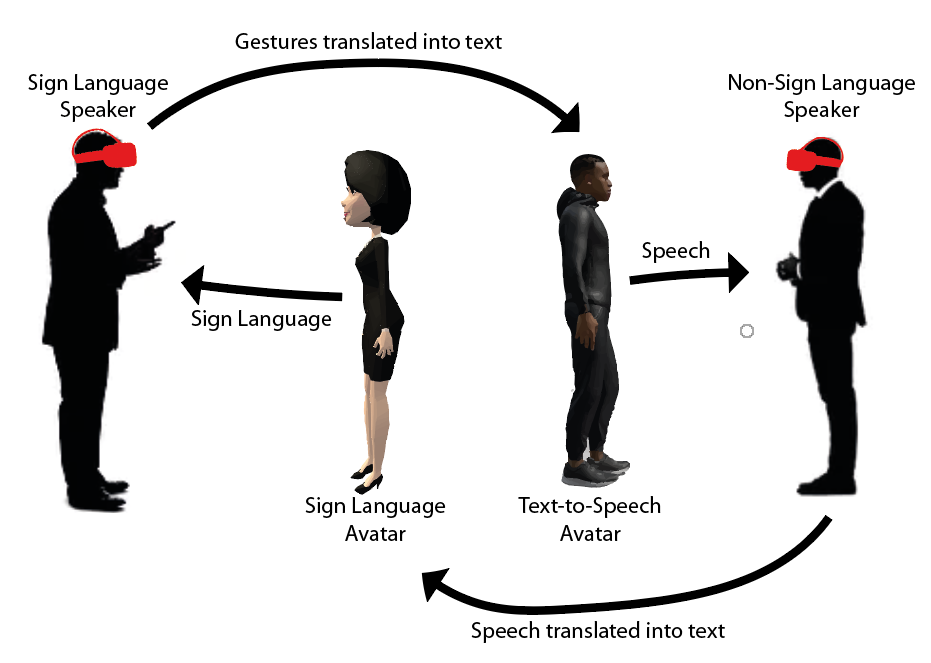 Gestures translated into text
Sign Language
Speaker
Non-Sign Language
Speaker
Speech
Sign Language
Sign Language
Avatar
Text-to-Speech
Avatar
Speech translated into text